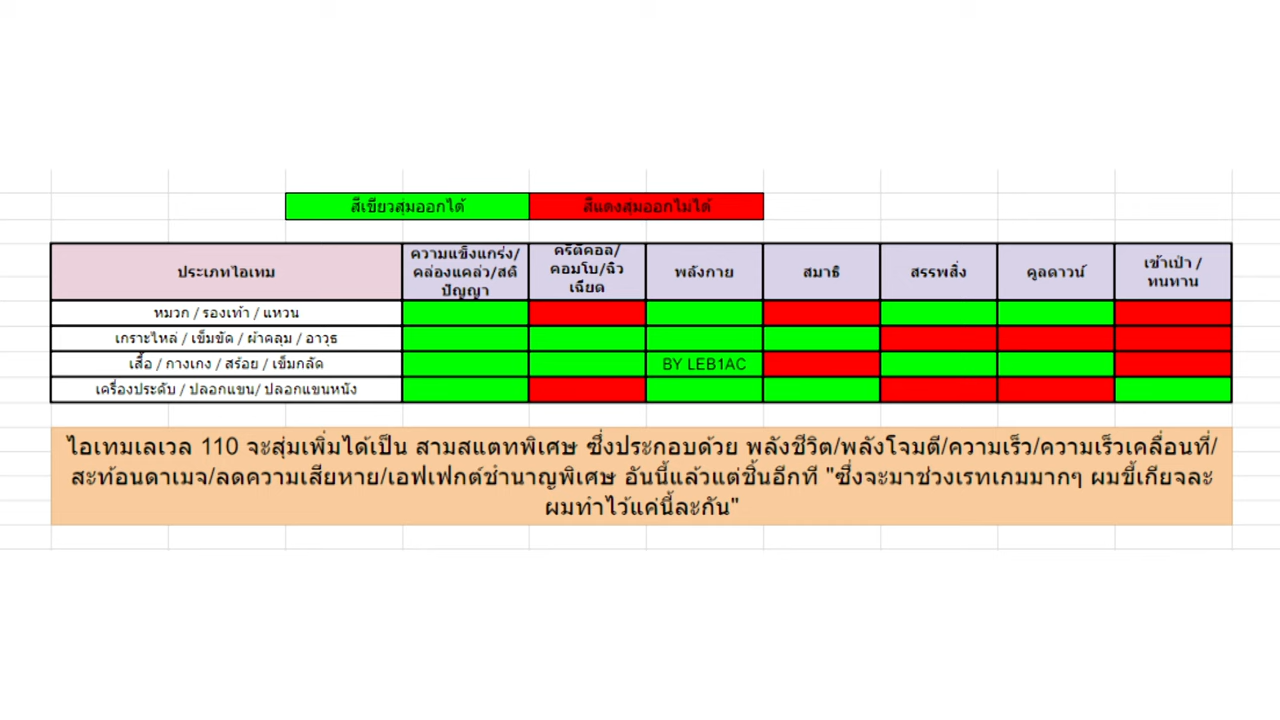 สีเขียวสุ่มออกได้ สีแดงสุ่มออกไม่ได้
ประเภทไอเทม
ความแข็งแกร่ง/
คล่องแคล่ว/สติ
ปัญญา
คริติคอล/
คอมโบ/ฉิว
เฉียด
พลังกาย
สมาธิ
สรรพสิ่ง
คูลดาวน์
เข้าเป้า /
ทนทาน
หมวก / รองเท้า / แหวน
เกราะไหล่ / เข็มขัด / ผ้าคลุม / อาวุธ
เสื้อ / กางเกง / สร้อย / เข็มกลัด
BY LEB1AC
เครื่องประดับ / ปลอกแขน/ ปลอกแขนหนัง
ไอเทมเลเวล 110 จะสุ่มเพิ่มได้เป็น สามสแตทพิเศษ ซึ่งประกอบด้วย พลังชีวิต/พลังโจมตี/ความเร็ว/ความเร็วเคลื่อนที่/
สะท้อนดาเมจ/ลดความเสียหาย/เอฟเฟกต์ชำนาญพิเศษ อันนี้แล้วแต่ชิ้นอีกที "ซึ่งจะมาช่วงเรทเกมมากๆ ผมขี้เกียจละ
ผมทำไว้แค่นี้ละกัน"